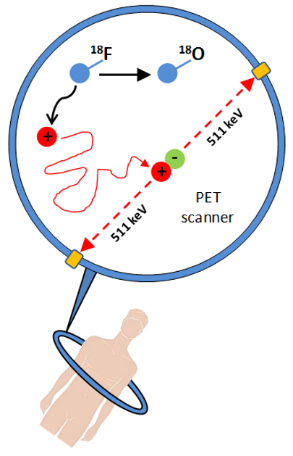 ¹⁸F
¹⁸O
+
+
-
511 keV
511 keV
PET
scanner